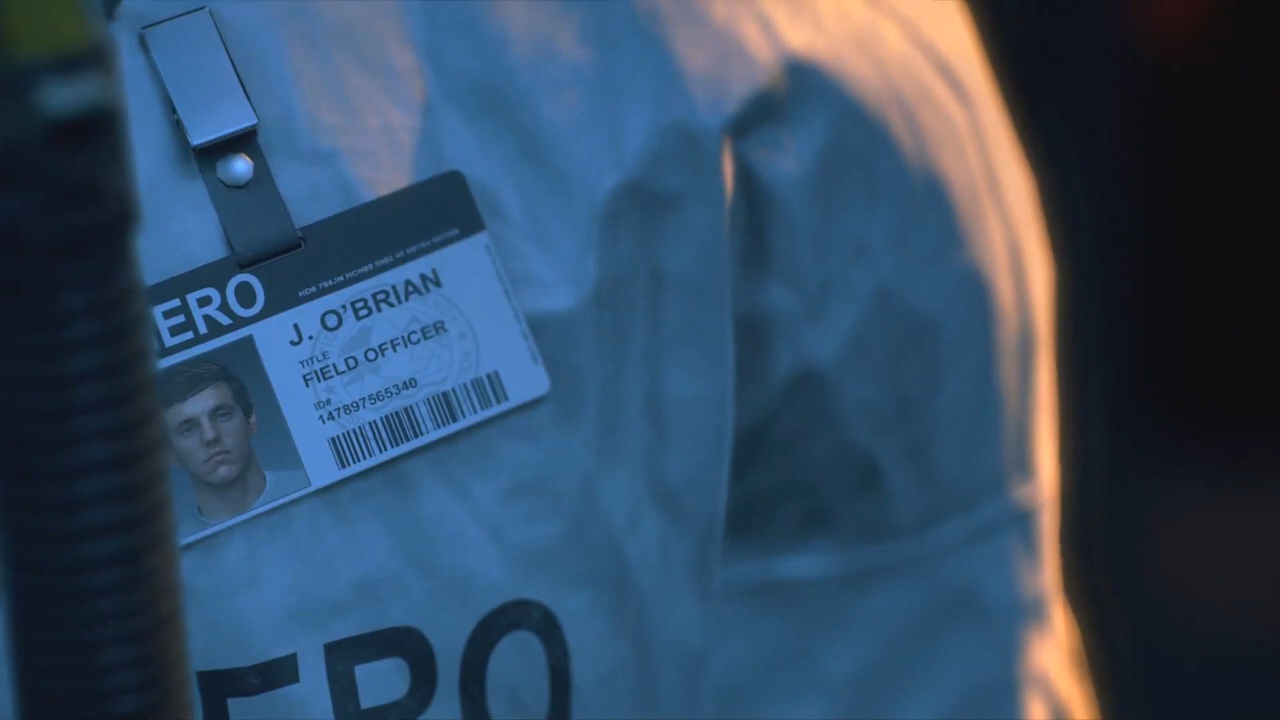 ERO
J. O'BRIAN
TITLE
FIELD OFFICER
ID#
147897565340
ERO